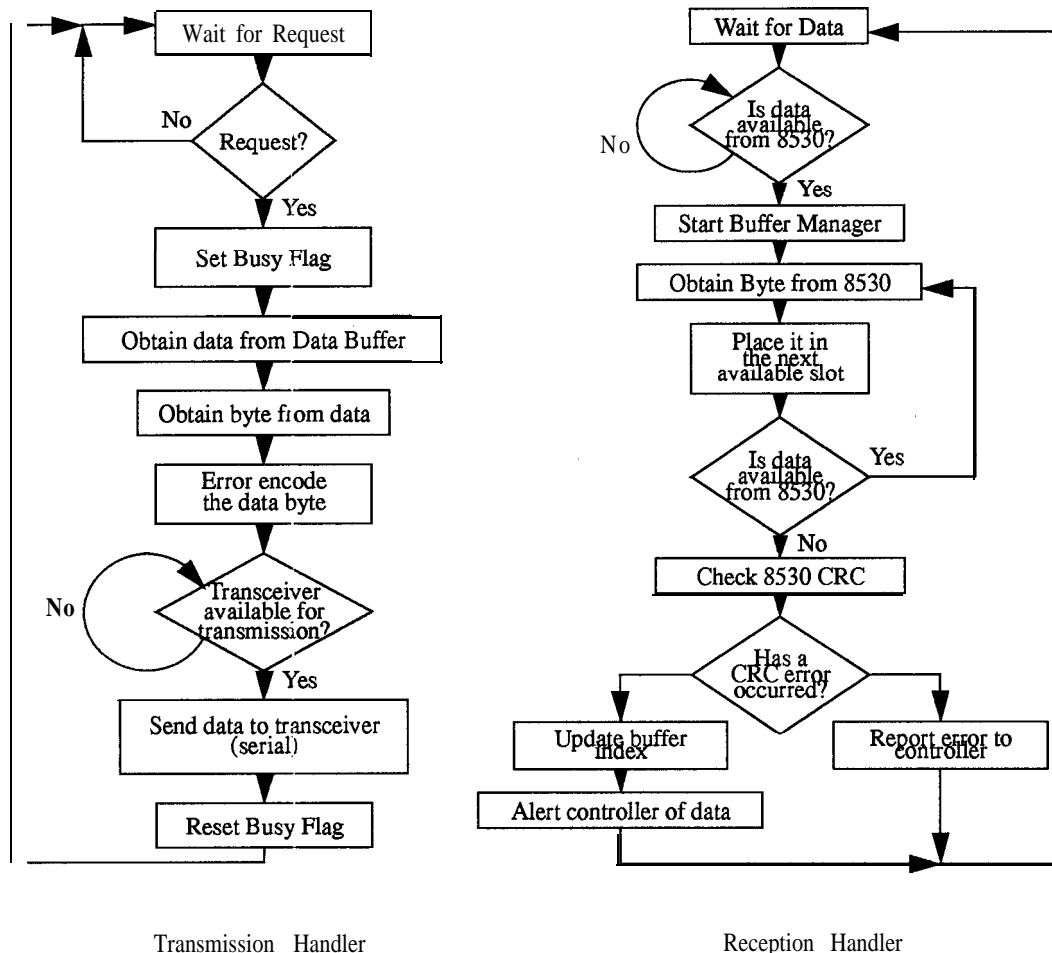 Wait for Request
No
Request?
Yes
Set Busy Flag
Obtain data from Data Buffer
Obtain byte from data
Error encode
the data byte
No
Transceiver
available for
transmission?
Yes
Send data to transceiver
(serial)
Reset Busy Flag
Transmission Handler
Wait for Data
Is data
available
from 8530?
No
Yes
Start Buffer Manager
Obtain Byte from 8530
Place it in
the next
available slot
Is data
available
from 8530?
Yes
No
Check 8530 CRC
Has a
CRC error
occurred?
Update buffer
index
Report error to
controller
Alert controller of data
Reception Handler